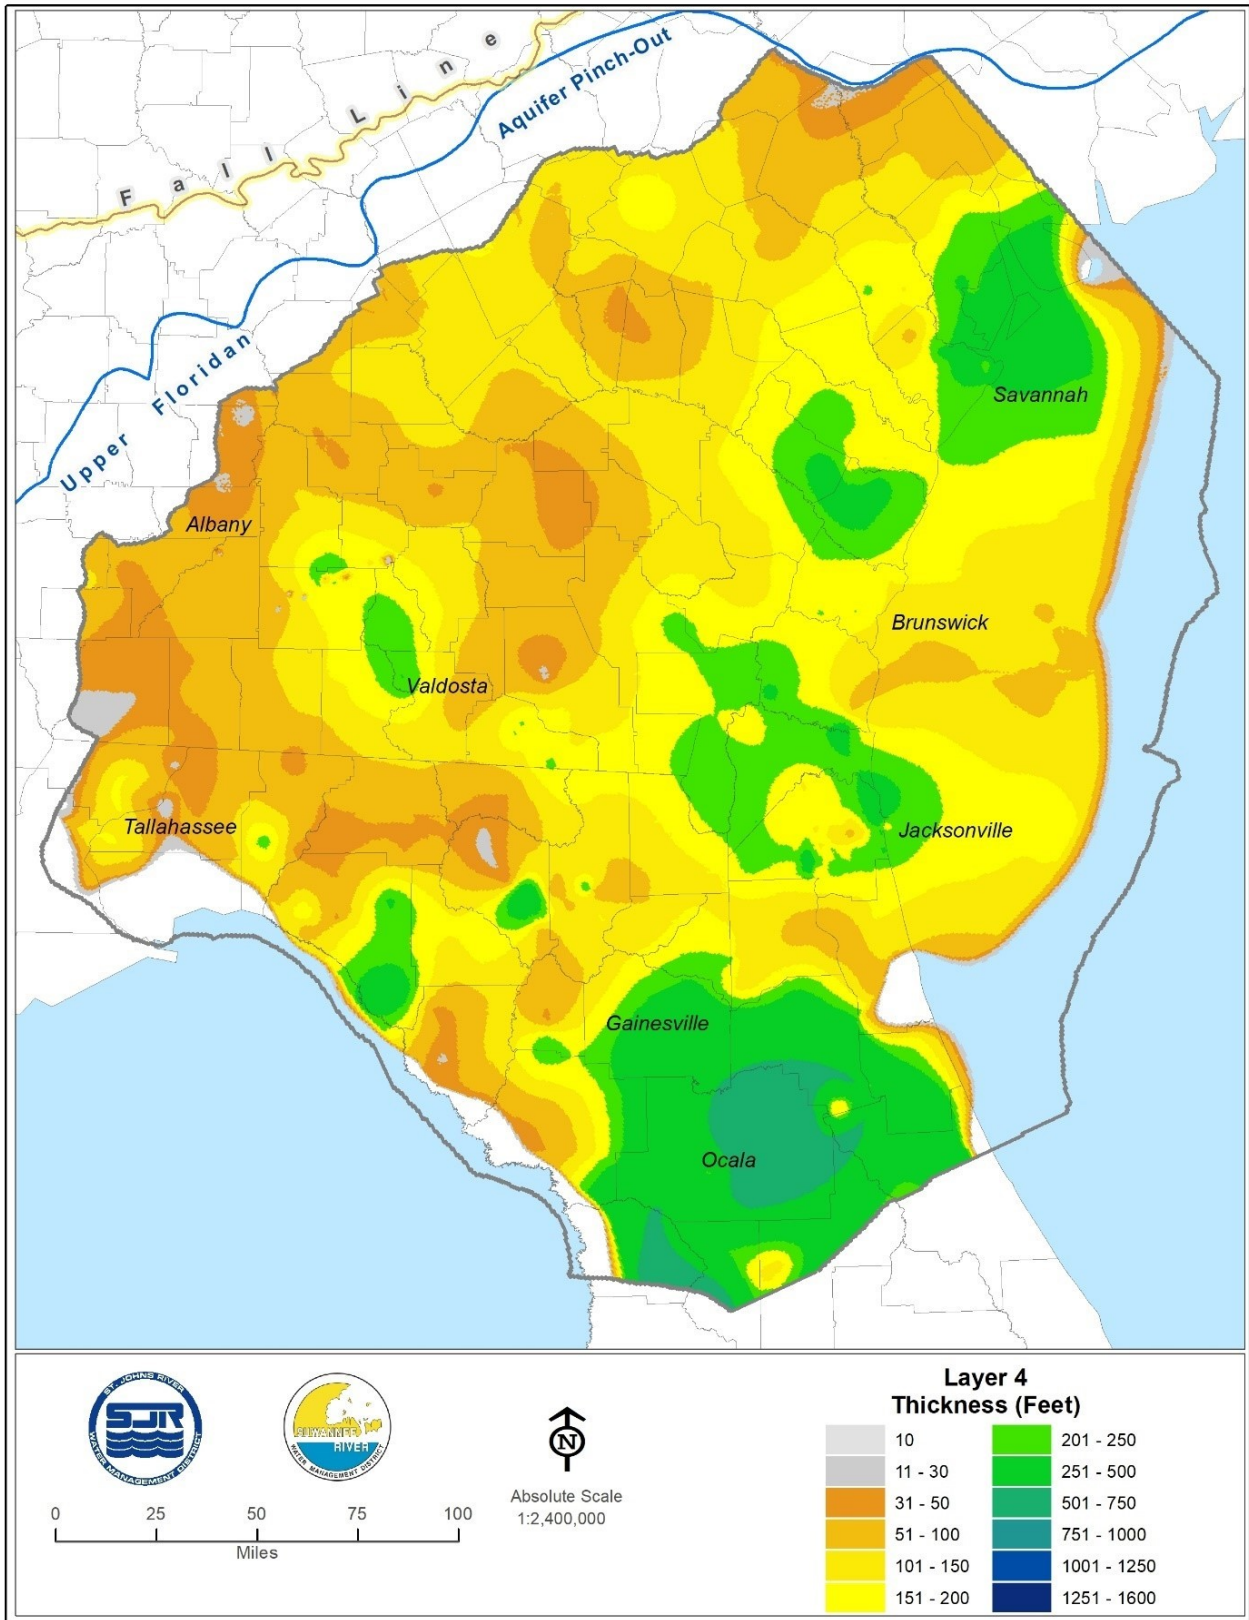 Fall Line
Aquifer Pinch-Out
Upper Floridan
Savannah
Albany
Brunswick
Valdosta
Tallahassee
Jacksonville
Gainesville
Ocala
ST. JOHNS RIVER
SJR
WATER MANAGEMENT DISTRICT
SUWANNEE
RIVER
WATER MANAGEMENT DISTRICT
N
Absolute Scale
1:2,400,000
0 25 50 75 100
Miles
Layer 4
Thickness (Feet)
10
11 - 30
31 - 50
51 - 100
101 - 150
151 - 200
201 - 250
251 - 500
501 - 750
751 - 1000
1001 - 1250
1251 - 1600